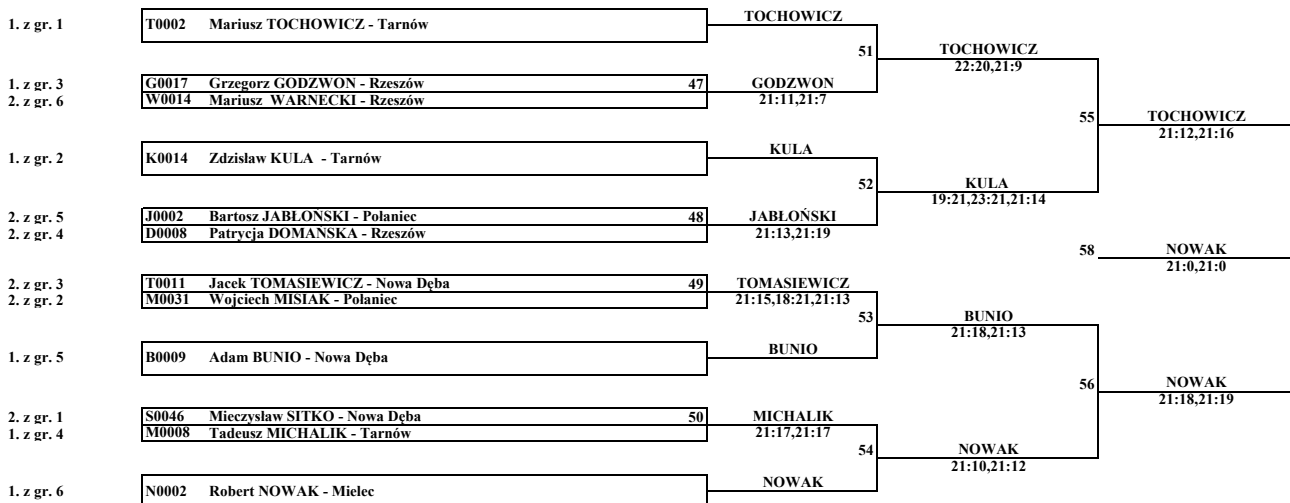 TOCHOWICZ
1. z gr. 1 T0002 Mariusz TOCHOWICZ - Tarnów
51 TOCHOWICZ
22:20,21:9
1. z gr. 3 G0017 Grzegorz GODZWON - Rzeszów 47 GODZWON
2. z gr. 6 W0014 Mariusz WARNECKI - Rzeszów 21:11,21:7
55 TOCHOWICZ
21:12,21:16
1. z gr. 2 K0014 Zdzisław KULA - Tarnów KULA
52 KULA
19:21,23:21,21:14
2. z gr. 5 J0002 Bartosz JABŁOŃSKI - Połaniec 48 JABŁOŃSKI
2. z gr. 4 D0008 Patrycja DOMAŃSKA - Rzeszów 21:13,21:19
58 NOWAK
21:0,21:0
2. z gr. 3 T0011 Jacek TOMASIEWICZ - Nowa Dęba 49 TOMASIEWICZ
2. z gr. 2 M0031 Wojciech MISIAK - Połaniec 21:15,18:21,21:13
53 BUNIO
21:18,21:13
1. z gr. 5 B0009 Adam BUNIO - Nowa Dęba BUNIO
56 NOWAK
21:18,21:19
2. z gr. 1 S0046 Mieczysław SITKO - Nowa Dęba 50 MICHALIK
1. z gr. 4 M0008 Tadeusz MICHALIK - Tarnów 21:17,21:17
54 NOWAK
21:10,21:12
1. z gr. 6 N0002 Robert NOWAK - Mielec NOWAK